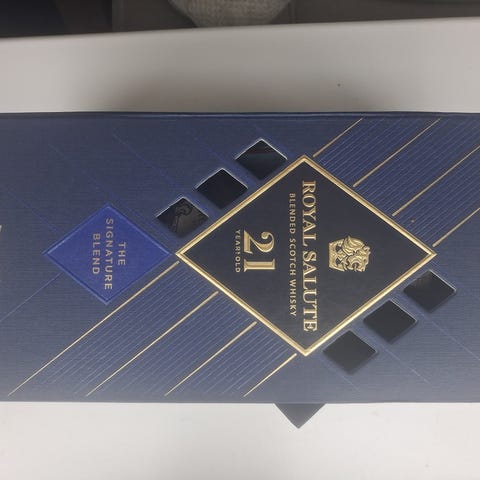 ROYAL SALUTE
BLENDED SCOTCH WHISKY
21
YEARS OLD
THE
SIGNATURE
BLEND